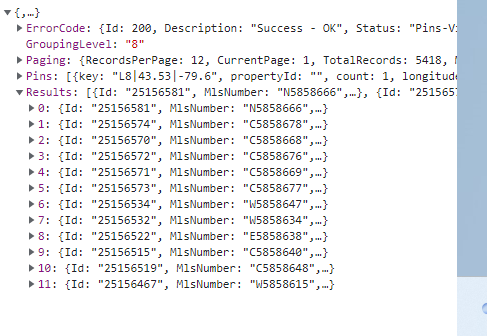 {,…}
ErrorCode: {Id: 200, Description: "Success - OK", Status: "Pins-Vi
GroupingLevel: "8"
Paging: {RecordsPerPage: 12, CurrentPage: 1, TotalRecords: 5418,
Pins: [{key: "L8|43.53|-79.6", propertyId: "", count: 1, longitude
Results: [{Id: "25156581", MlsNumber: "N5858666",…}, {Id: "2515657
0: {Id: "25156581", MlsNumber: "N5858666",…}
1: {Id: "25156574", MlsNumber: "C5858678",…}
2: {Id: "25156570", MlsNumber: "C5858668",…}
3: {Id: "25156572", MlsNumber: "C5858676",…}
4: {Id: "25156571", MlsNumber: "C5858669",…}
5: {Id: "25156573", MlsNumber: "C5858677",…}
6: {Id: "25156534", MlsNumber: "W5858647",…}
7: {Id: "25156532", MlsNumber: "W5858634",…}
8: {Id: "25156522", MlsNumber: "E5858638",…}
9: {Id: "25156515", MlsNumber: "C5858640",…}
10: {Id: "25156519", MlsNumber: "C5858648",…}
11: {Id: "25156467", MlsNumber: "W5858615",…}